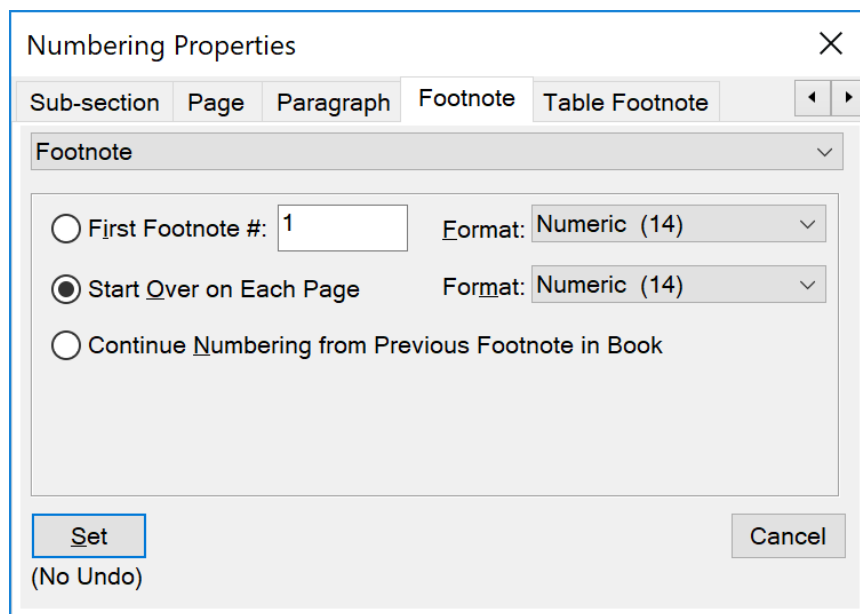 Numbering Properties
Sub-section Page Paragraph Footnote Table Footnote
Footnote
First Footnote #: 1 Format: Numeric (14)
Start Over on Each Page Format: Numeric (14)
Continue Numbering from Previous Footnote in Book
Set Cancel
(No Undo)